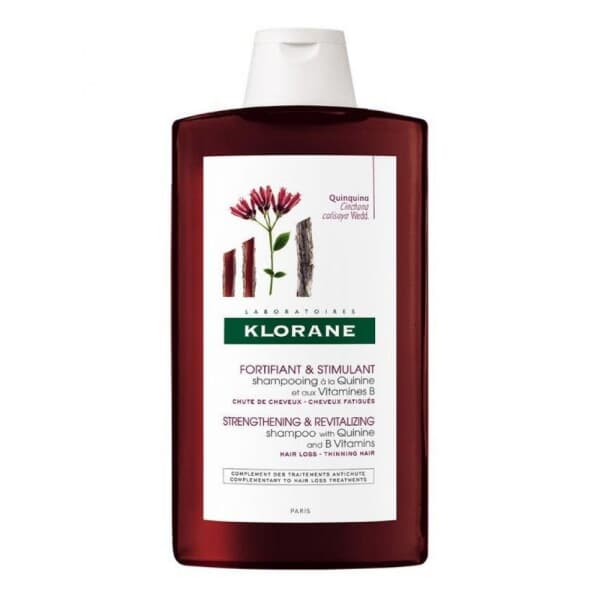 Quinquina
Cinchona
calisaya Wedd.
LABORATOIRES
KLORANE
FORTIFIANT & STIMULANT
shampooing à la Quinine
et aux Vitamines B
CHUTE DE CHEVEUX - CHEVEUX FATIGUÉS
STRENGTHENING & REVITALIZING
shampoo with Quinine
and B Vitamins
HAIR LOSS - THINNING HAIR
COMPLÉMENT DES TRAITEMENTS ANTICHUTE
COMPLEMENTARY TO HAIR LOSS TREATMENTS
PARIS